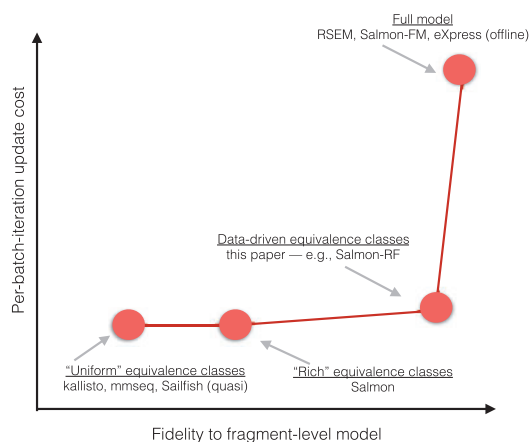 Full model
RSEM, Salmon-FM, eXpress (offline)
Per-batch-iteration update cost
Data-driven equivalence classes
this paper — e.g., Salmon-RF
"Uniform" equivalence classes
kallisto, mmseq, Sailfish (quasi)
"Rich" equivalence classes
Salmon
Fidelity to fragment-level model